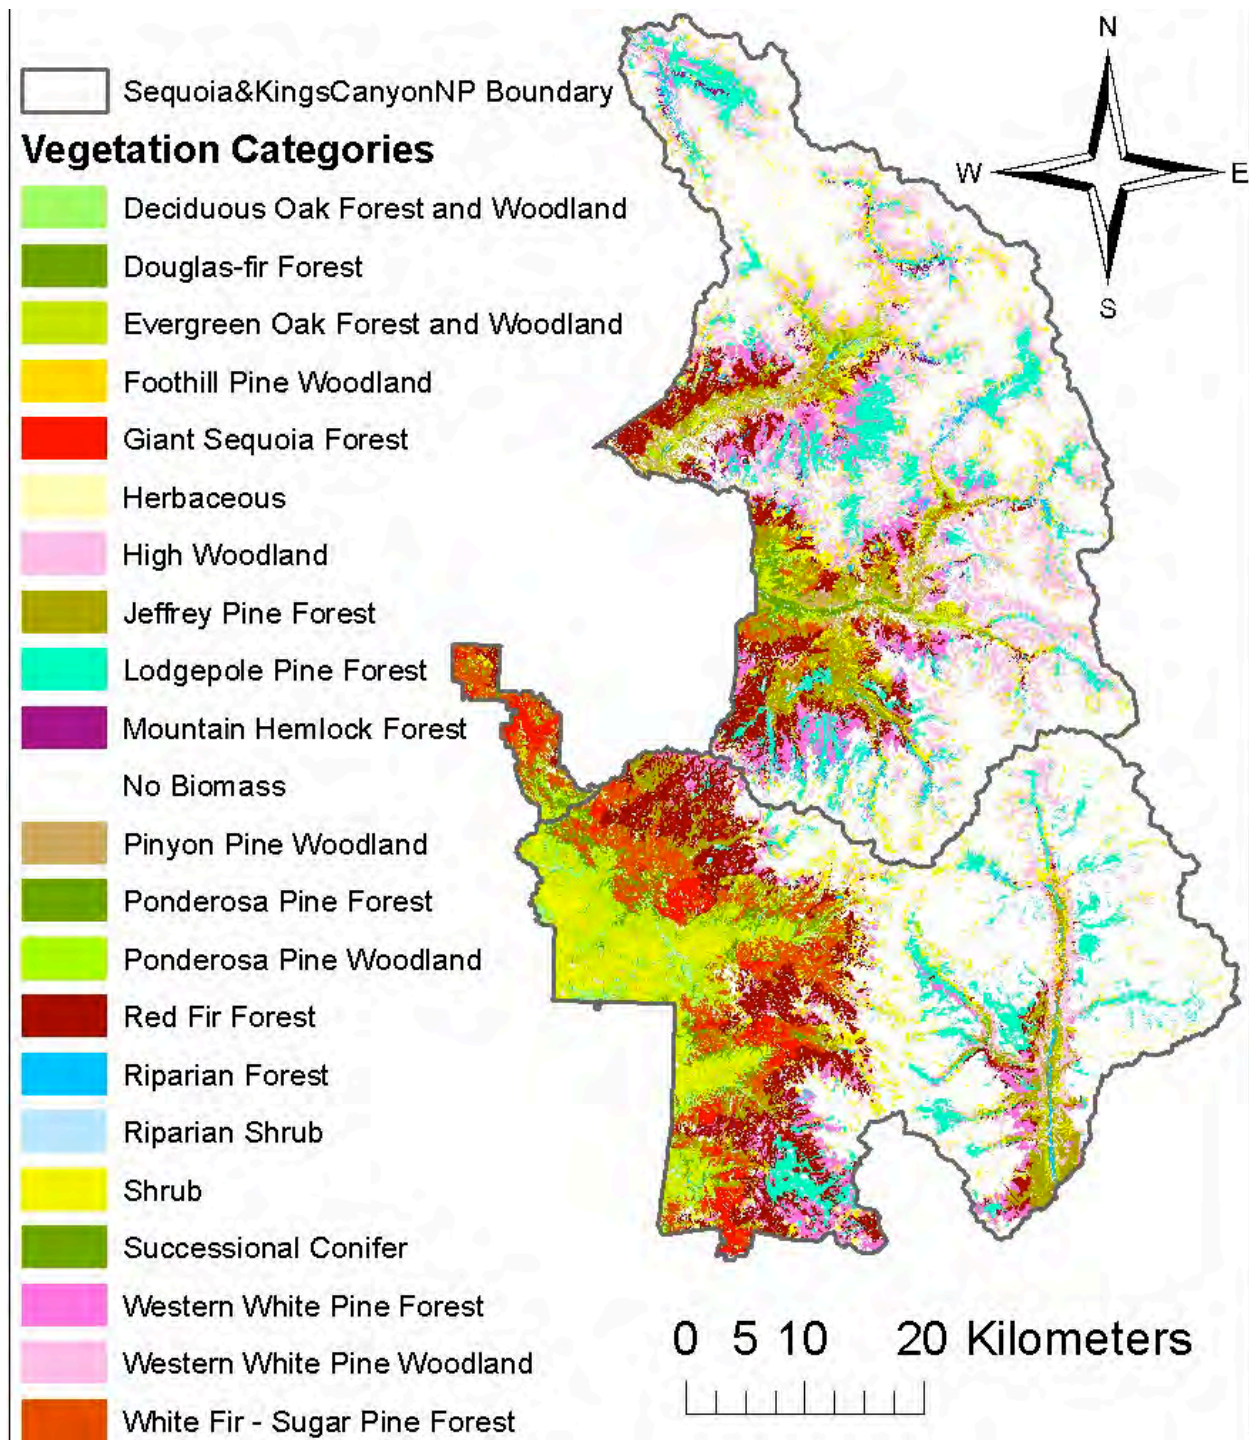 N
Sequoia&KingsCanyonNP Boundary
Vegetation Categories
W
E
Deciduous Oak Forest and Woodland
Douglas-fir Forest
S
Evergreen Oak Forest and Woodland
Foothill Pine Woodland
Giant Sequoia Forest
Herbaceous
High Woodland
Jeffrey Pine Forest
Lodgepole Pine Forest
Mountain Hemlock Forest
No Biomass
Pinyon Pine Woodland
Ponderosa Pine Forest
Ponderosa Pine Woodland
Red Fir Forest
Riparian Forest
Riparian Shrub
Shrub
Successional Conifer
Western White Pine Forest
Western White Pine Woodland
White Fir - Sugar Pine Forest
0 5 10 20 Kilometers